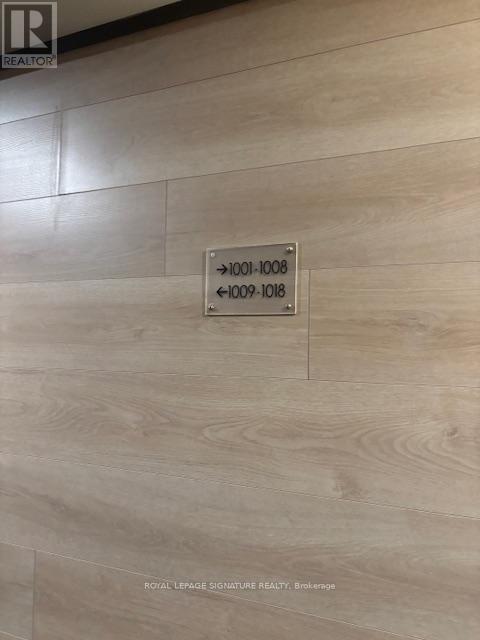 R
REALTOR
→1001-1008
←1009-1018
ROYAL LEPAGE SIGNATURE REALTY, Brokerage